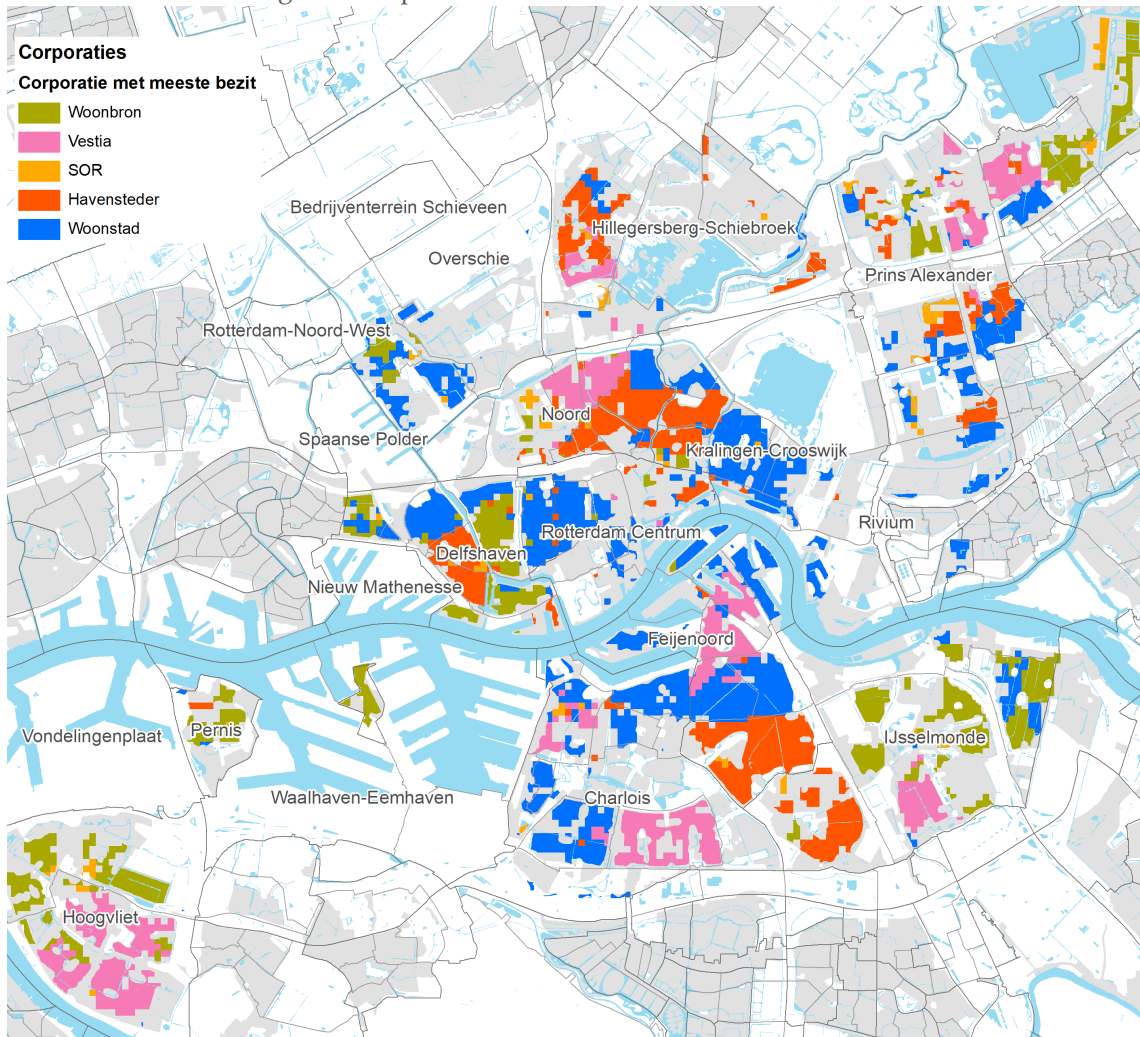 Corporaties
Corporatie met meeste bezit
Woonbron
Vestia
SOR
Havensteder
Woonstad
Bedrijventerrein Schieveen
Hillegersberg-Schiebroek
Overschie
Prins Alexander
Rotterdam-Noord-West
Noord
Spaanse Polder
Kralingen-Crooswijk
Rivium
Rotterdam Centrum
Delfshaven
Nieuw Mathenesse
Feijenoord
Pernis
Vondelingenplaat
IJsselmonde
Waalhaven-Eemhaven
Charlois
Hoogvliet